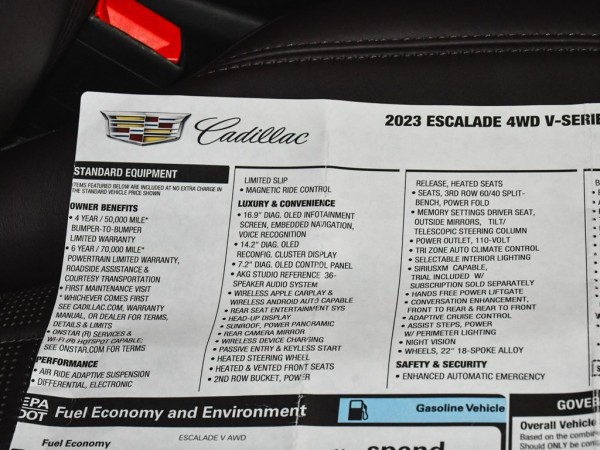 Cadillac
2023 ESCALADE 4WD V-SERIE
STANDARD EQUIPMENT
ITEMS FEATURED BELOW ARE INCLUDED AT NO EXTRA CHARGE IN
THE STANDARD VEHICLE PRICE SHOWN
OWNER BENEFITS
• 4 YEAR / 50,000 MILE*
BUMPER-TO-BUMPER
LIMITED WARRANTY
• 6 YEAR / 70,000 MILE*
POWERTRAIN LIMITED WARRANTY,
ROADSIDE ASSISTANCE &
COURTESY TRANSPORTATION
• FIRST MAINTENANCE VISIT
* WHICHEVER COMES FIRST
SEE CADILLAC.COM, WARRANTY
MANUAL, OR DEALER FOR TERMS,
DETAILS & LIMITS
• ONSTAR (R) SERVICES &
WI-FI (R) HOTSPOT CAPABLE;
SEE ONSTAR.COM FOR TERMS
PERFORMANCE
• AIR RIDE ADAPTIVE SUSPENSION
• DIFFERENTIAL, ELECTRONIC
LIMITED SLIP
• MAGNETIC RIDE CONTROL
LUXURY & CONVENIENCE
• 16.9" DIAG. OLED INFOTAINMENT
SCREEN, EMBEDDED NAVIGATION,
VOICE RECOGNITION
• 14.2" DIAG. OLED
RECONFIG. CLUSTER DISPLAY
• 7.2" DIAG. OLED CONTROL PANEL
• AKG STUDIO REFERENCE 36-
SPEAKER AUDIO SYSTEM
• WIRELESS APPLE CARPLAY &
WIRELESS ANDROID AUTO CAPABLE
• REAR SEAT ENTERTAINMENT SYS
• HEAD-UP DISPLAY
• SUNROOF, POWER PANORAMIC
• REAR CAMERA MIRROR
• WIRELESS DEVICE CHARGING
• PASSIVE ENTRY & KEYLESS START
• HEATED STEERING WHEEL
• HEATED & VENTED FRONT SEATS
• 2ND ROW BUCKET, POWER
RELEASE, HEATED SEATS
• SEATS, 3RD ROW 60/40 SPLIT-
BENCH, POWER FOLD
• MEMORY SETTINGS DRIVER SEAT,
OUTSIDE MIRRORS, TILT/
TELESCOPIC STEERING COLUMN
• POWER OUTLET, 110-VOLT
• TRI ZONE AUTO CLIMATE CONTROL
• SELECTABLE INTERIOR LIGHTING
• SIRIUSXM CAPABLE,
TRIAL INCLUDED W/
SUBSCRIPTION SOLD SEPARATELY
• HANDS FREE POWER LIFTGATE
• CONVERSATION ENHANCEMENT,
FRONT TO REAR & REAR TO FRONT
• ADAPTIVE CRUISE CONTROL
• ASSIST STEPS, POWER
W/ PERIMETER LIGHTING
• NIGHT VISION
• WHEELS, 22" 18-SPOKE ALLOY
SAFETY & SECURITY
• ENHANCED AUTOMATIC EMERGENCY
EPA
DOT
Fuel Economy and Environment
Gasoline Vehicle
Fuel Economy
ESCALADE V AWD
spend
GOVE
Overall Vehicle
Based on the combin
Should ONLY be com